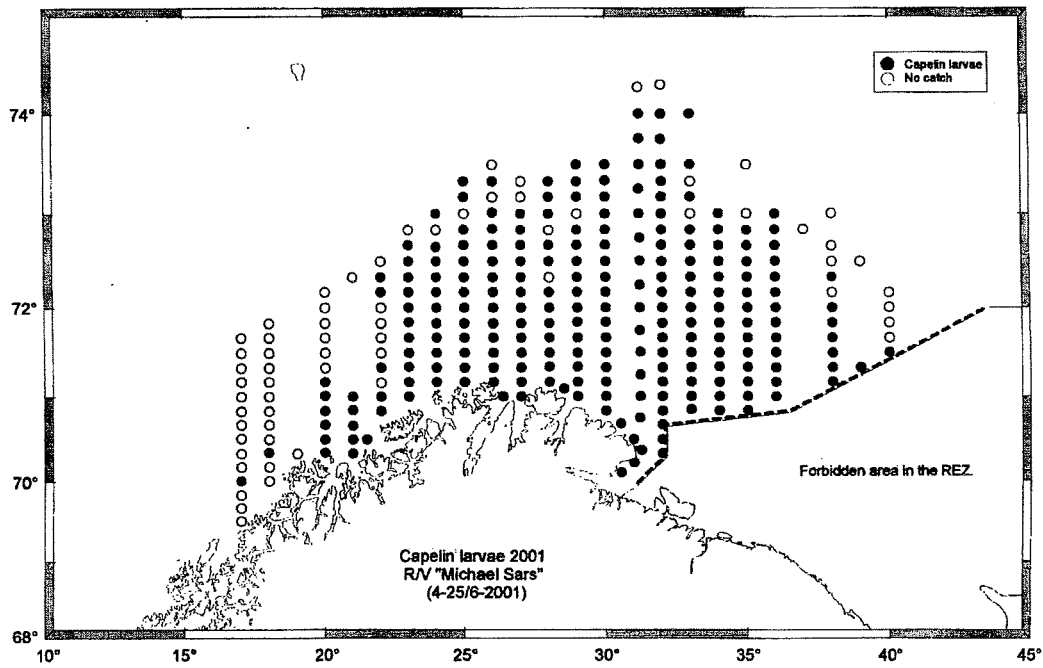 Capelin larvae
No catch
74°
72°
70°
68°
Forbidden area in the REZ.
Capelin larvae 2001
R/V "Michael Sars"
(4-25/6-2001)
10° 15° 20° 25° 30° 35° 40° 45°